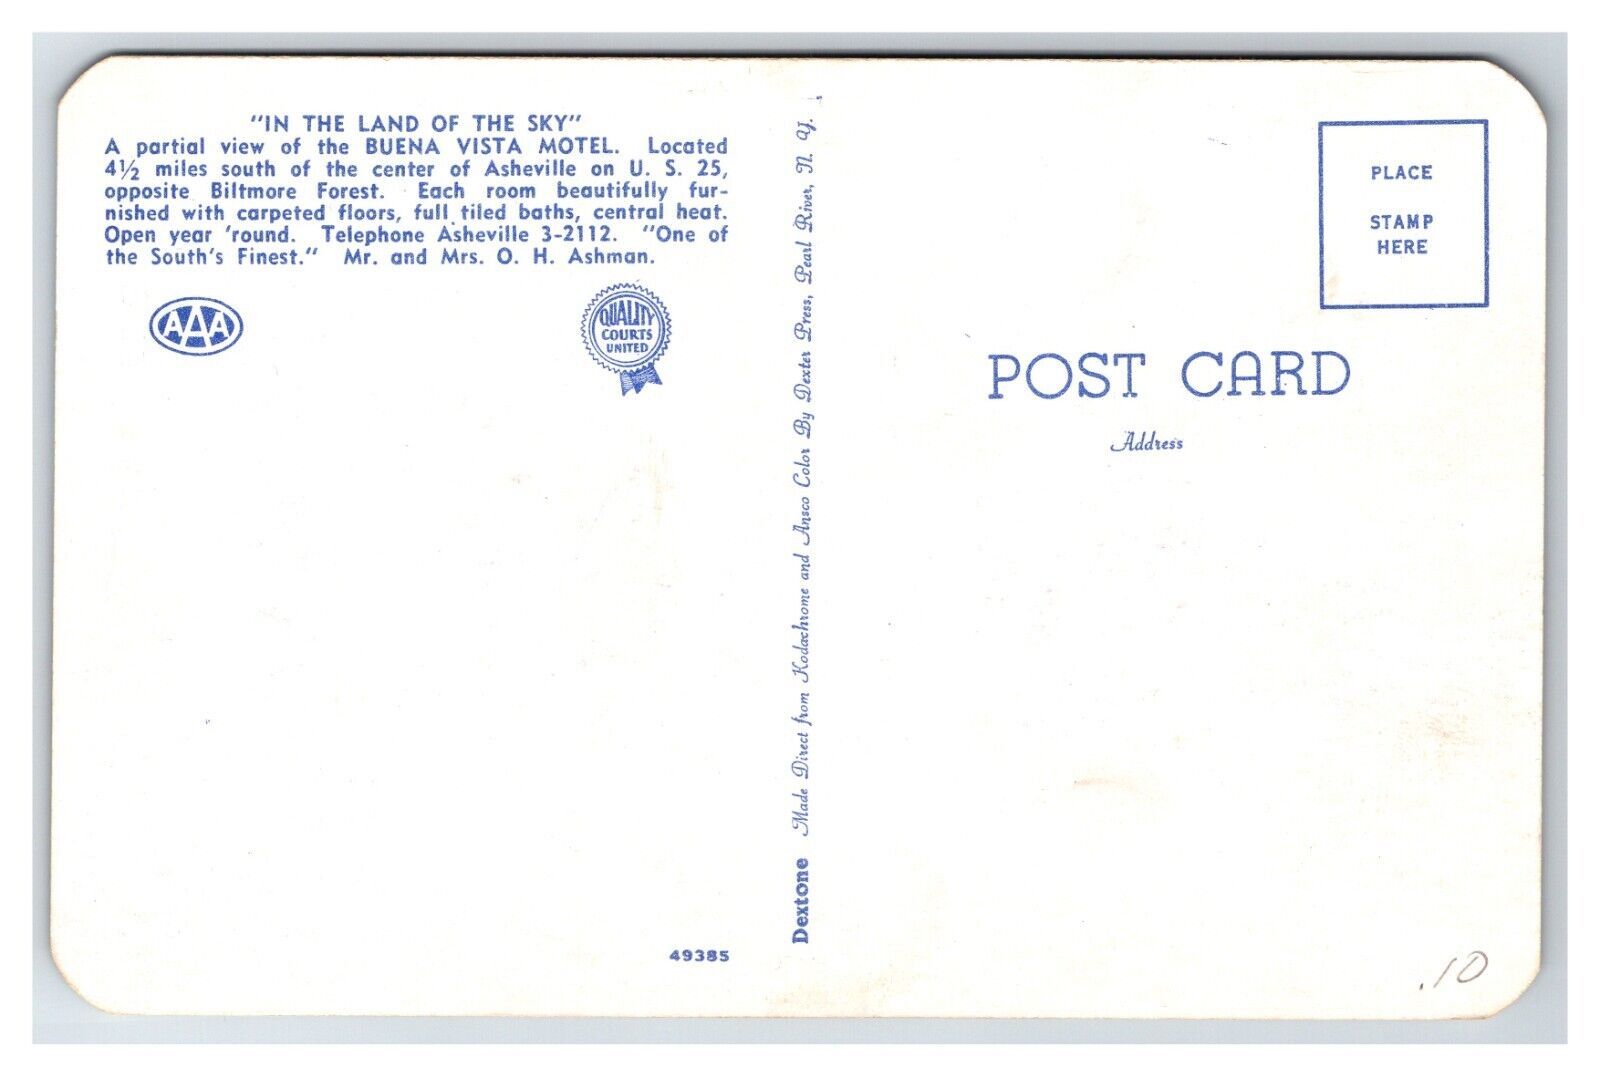 "IN THE LAND OF THE SKY"
A partial view of the BUENA VISTA MOTEL. Located
4½ miles south of the center of Asheville on U. S. 25,
opposite Biltmore Forest. Each room beautifully fur-
nished with carpeted floors, full tiled baths, central heat.
Open year 'round. Telephone Asheville 3-2112. "One of
the South's Finest." Mr. and Mrs. O. H. Ashman.
AAA
QUALITY
COURTS
UNITED
49385
Dextone Made Direct from Kodachrome and Ansco Color By Dexter Press, Pearl River, N. Y.
PLACE
STAMP
HERE
POST CARD
Address
.10